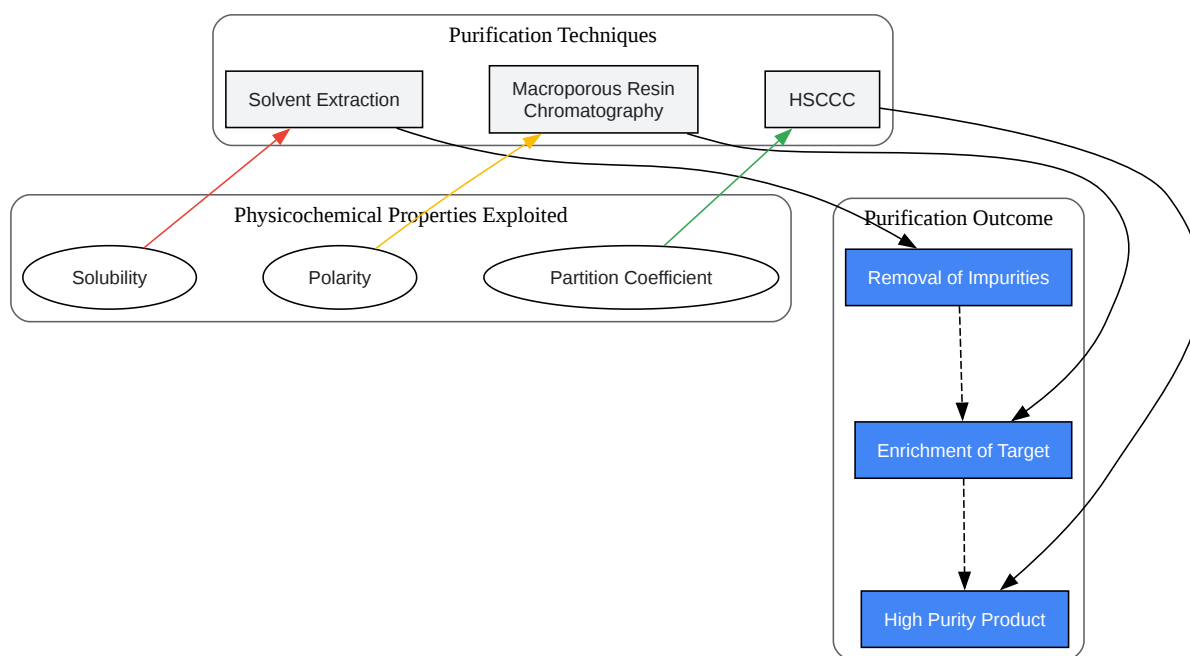 Purification Techniques
Solvent Extraction
Macroporous Resin
Chromatography
HSCCC
Physicochemical Properties Exploited
Solubility
Polarity
Partition Coefficient
Purification Outcome
Removal of Impurities
Enrichment of Target
High Purity Product